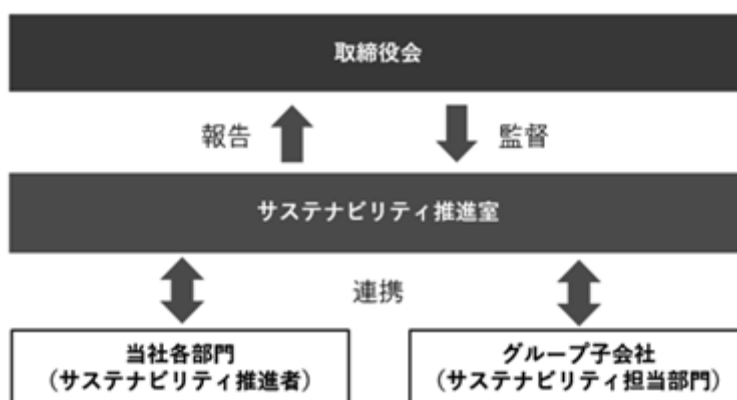 取締役会
報告
監督
サステナビリティ推進室
連携
当社各部門
(サステナビリティ推進者)
グループ子会社
(サステナビリティ担当部門)